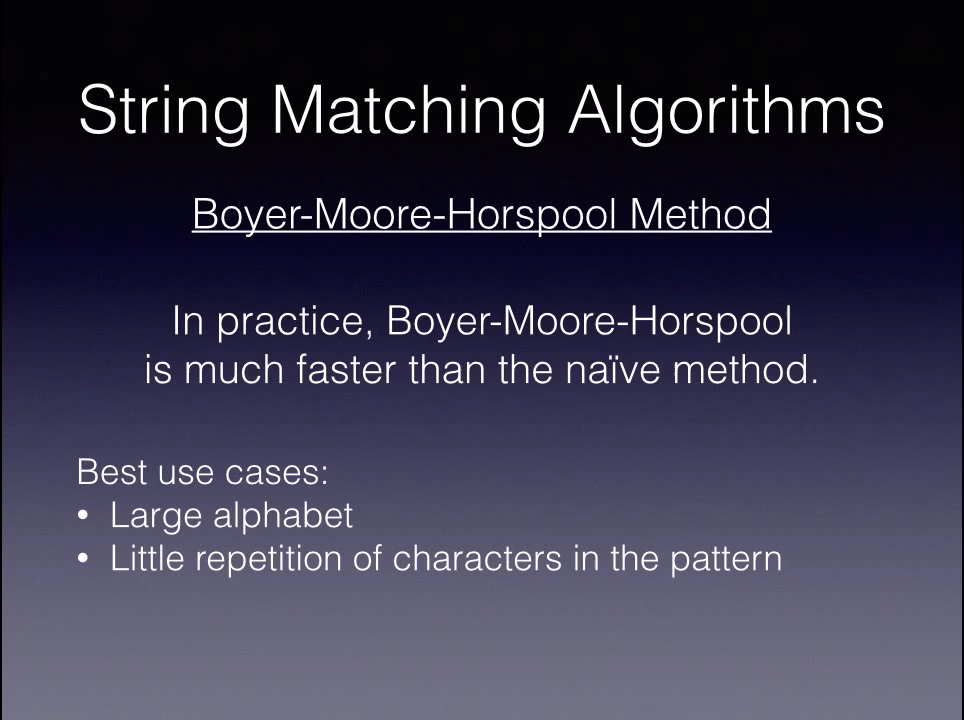 String Matching Algorithms
Boyer-Moore-Horspool Method
In practice, Boyer-Moore-Horspool
is much faster than the naïve method.
Best use cases:
• Large alphabet
• Little repetition of characters in the pattern